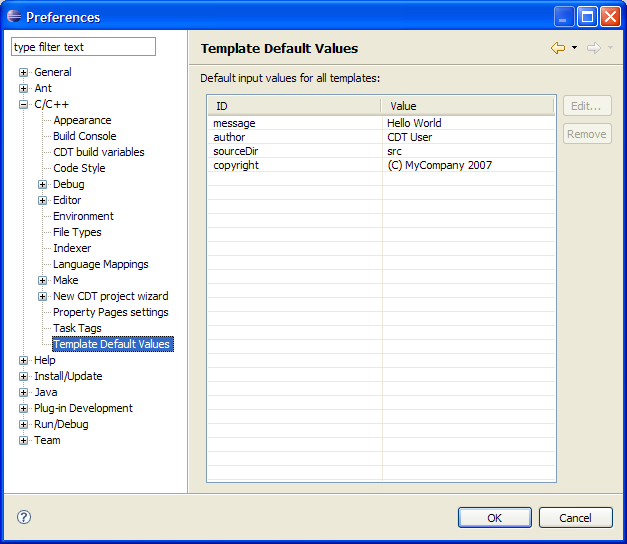 Preferences
type filter text
General
Ant
C/C++
Appearance
Build Console
CDT build variables
Code Style
Debug
Editor
Environment
File Types
Indexer
Language Mappings
Make
New CDT project wizard
Property Pages settings
Task Tags
Template Default Values
Help
Install/Update
Java
Plug-in Development
Run/Debug
Team
Template Default Values
Default input values for all templates:
ID Value
message Hello World
author CDT User
sourceDir src
copyright (C) MyCompany 2007
Edit...
Remove
OK Cancel